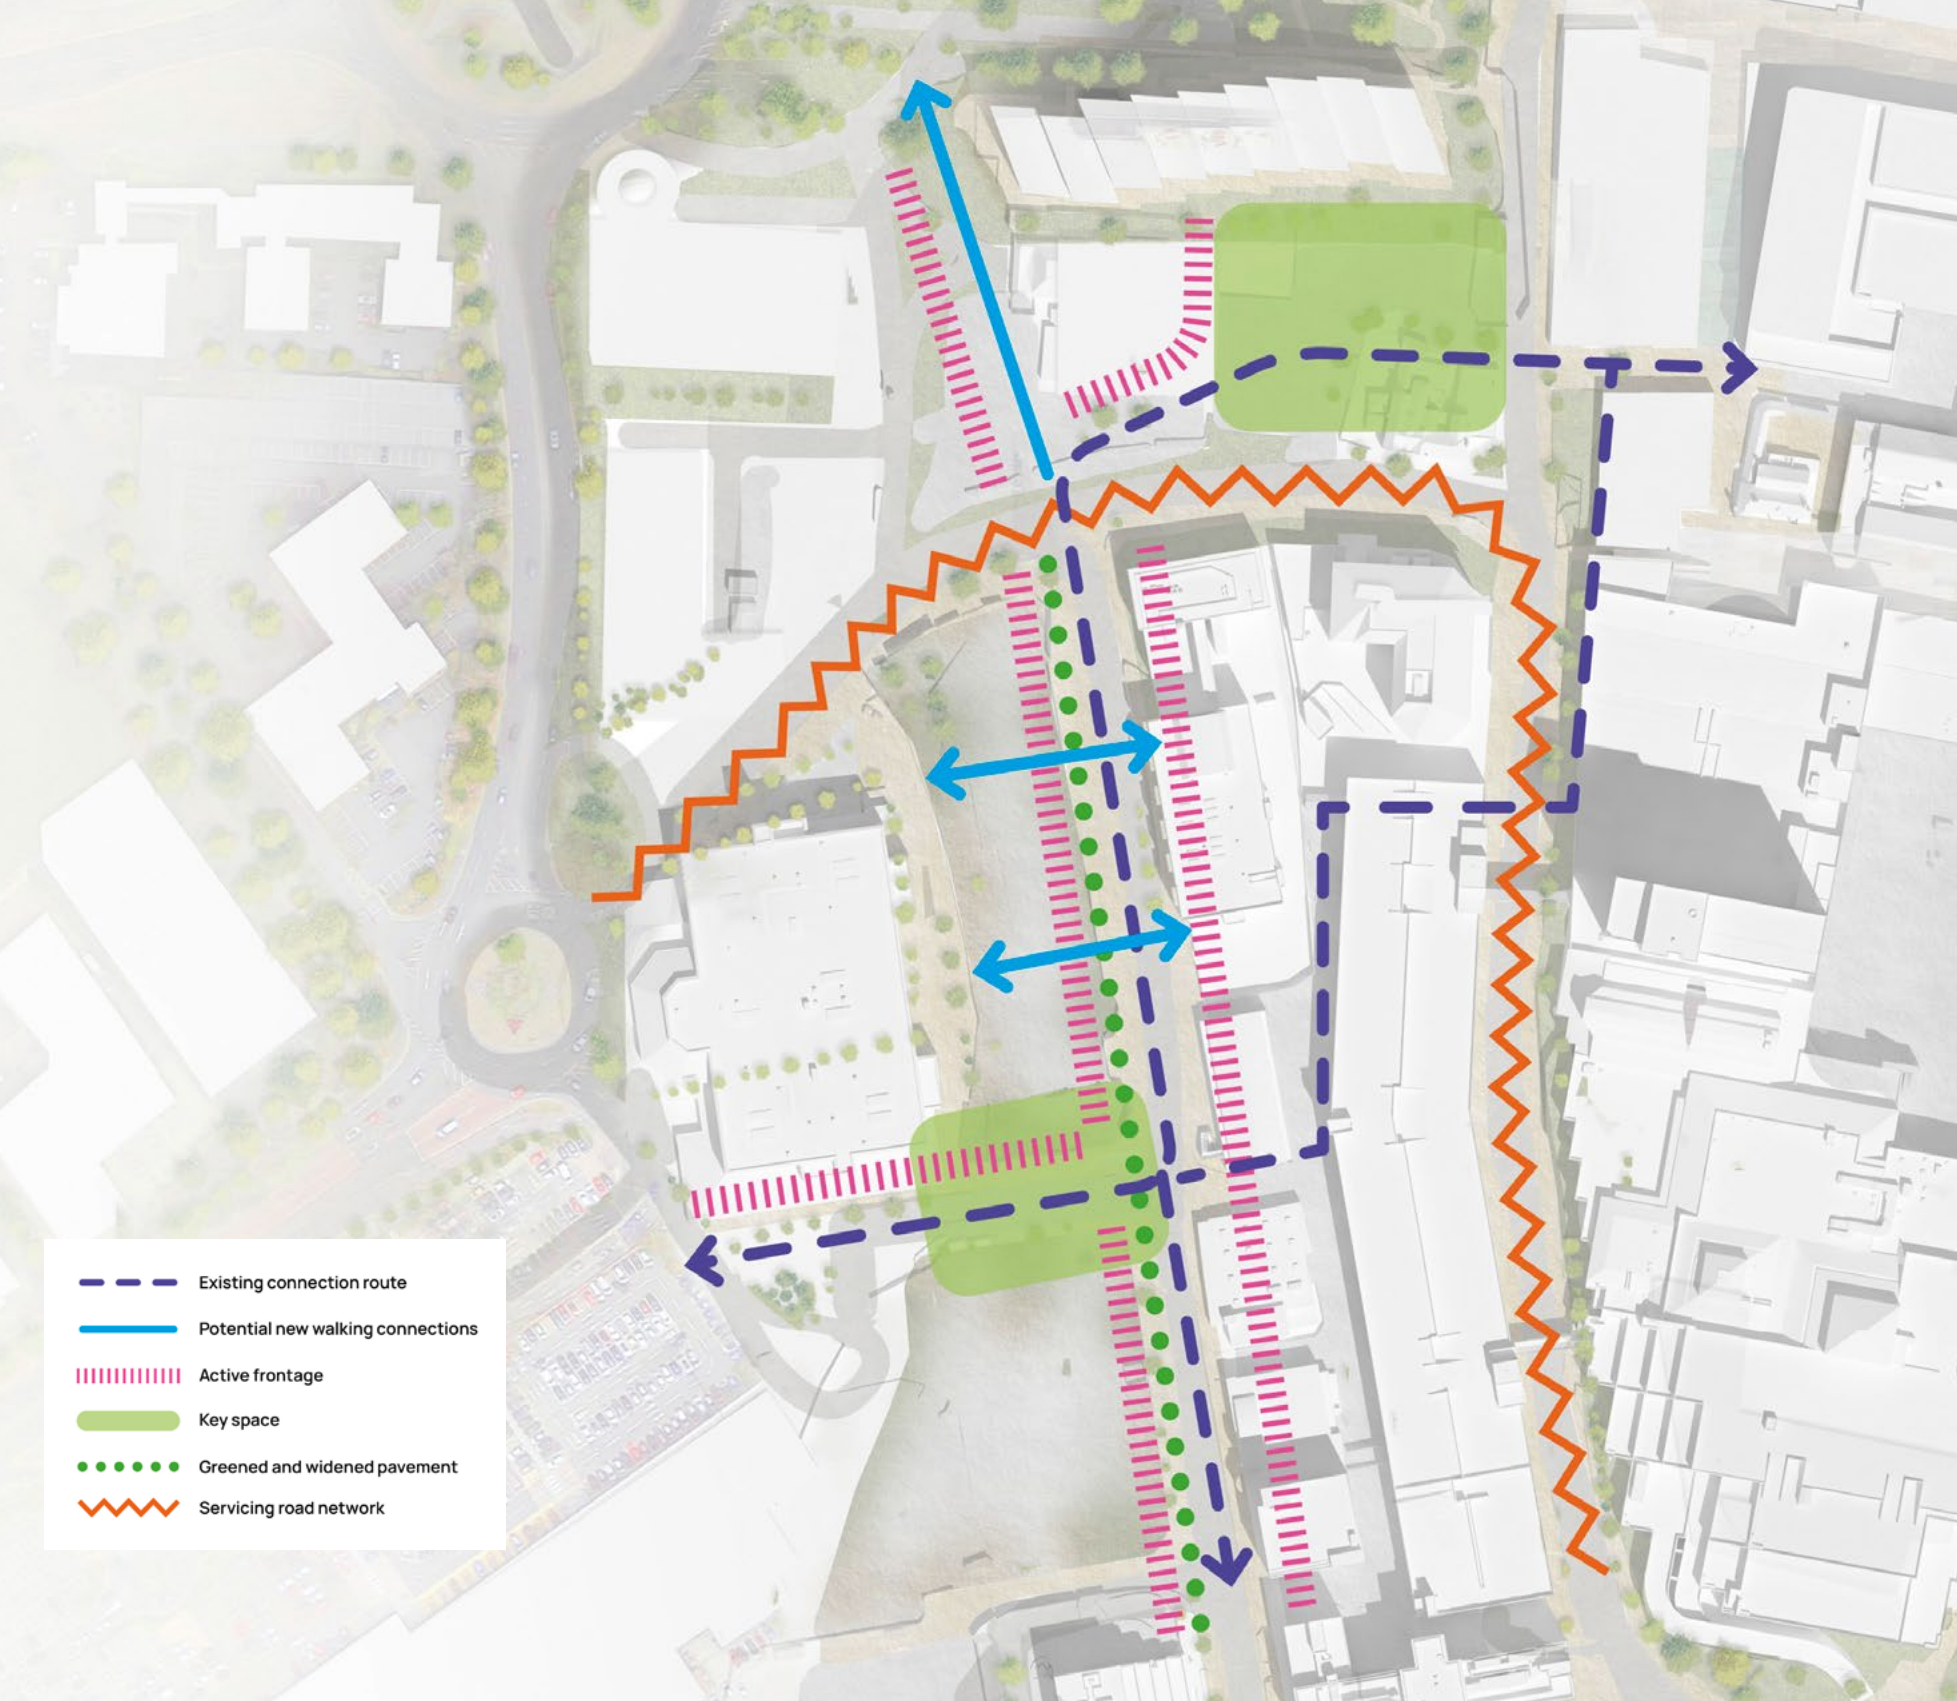 Existing connection route
Potential new walking connections
Active frontage
Key space
Greened and widened pavement
Servicing road network